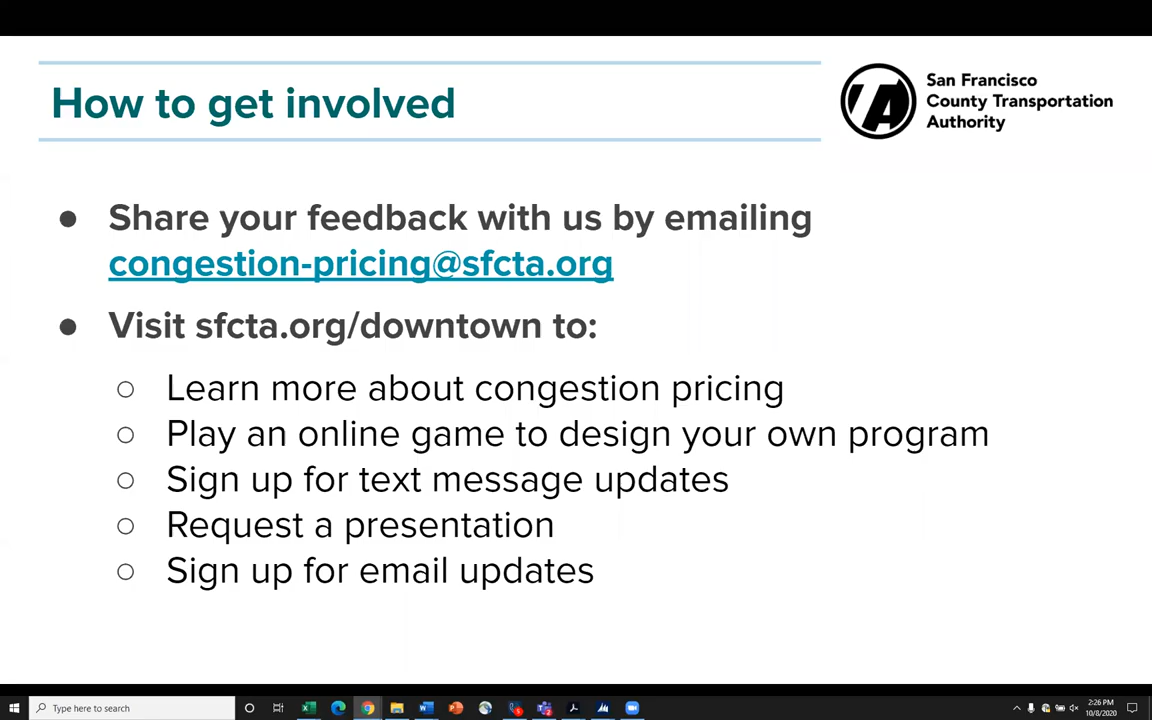 How to get involved
San Francisco
County Transportation
Authority
● Share your feedback with us by emailing
congestion-pricing@sfcta.org
● Visit sfcta.org/downtown to:
○ Learn more about congestion pricing
○ Play an online game to design your own program
○ Sign up for text message updates
○ Request a presentation
○ Sign up for email updates
Type here to search
2:26 PM
10/8/2020